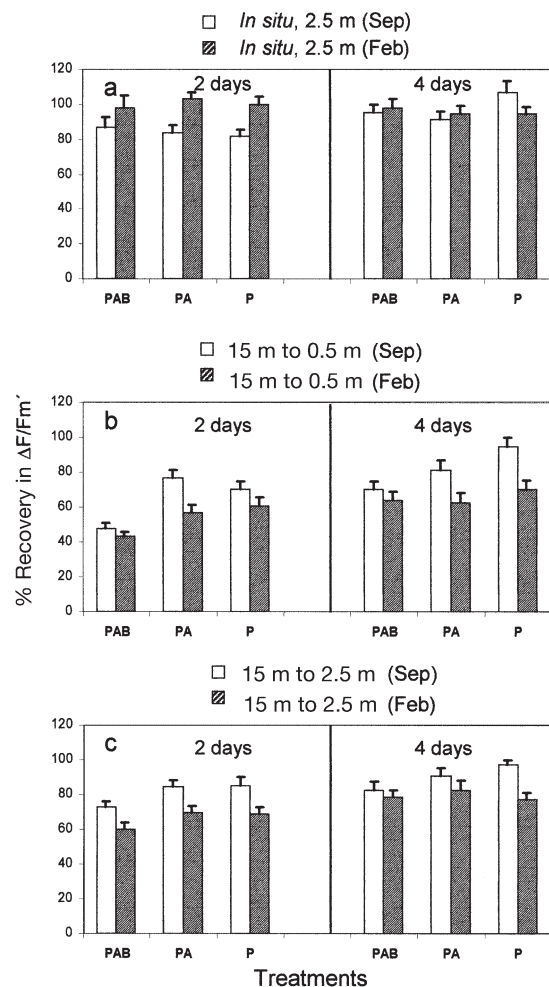 In situ, 2.5 m (Sep)
In situ, 2.5 m (Feb)
a
2 days
4 days
120
100
80
60
40
20
0
PAB
PA
P
PAB
PA
P
15 m to 0.5 m (Sep)
15 m to 0.5 m (Feb)
b
2 days
4 days
120
100
80
60
40
20
0
PAB
PA
P
PAB
PA
P
% Recovery in ΔF/Fm´
15 m to 2.5 m (Sep)
15 m to 2.5 m (Feb)
c
2 days
4 days
120
100
80
60
40
20
0
PAB
PA
P
PAB
PA
P
Treatments